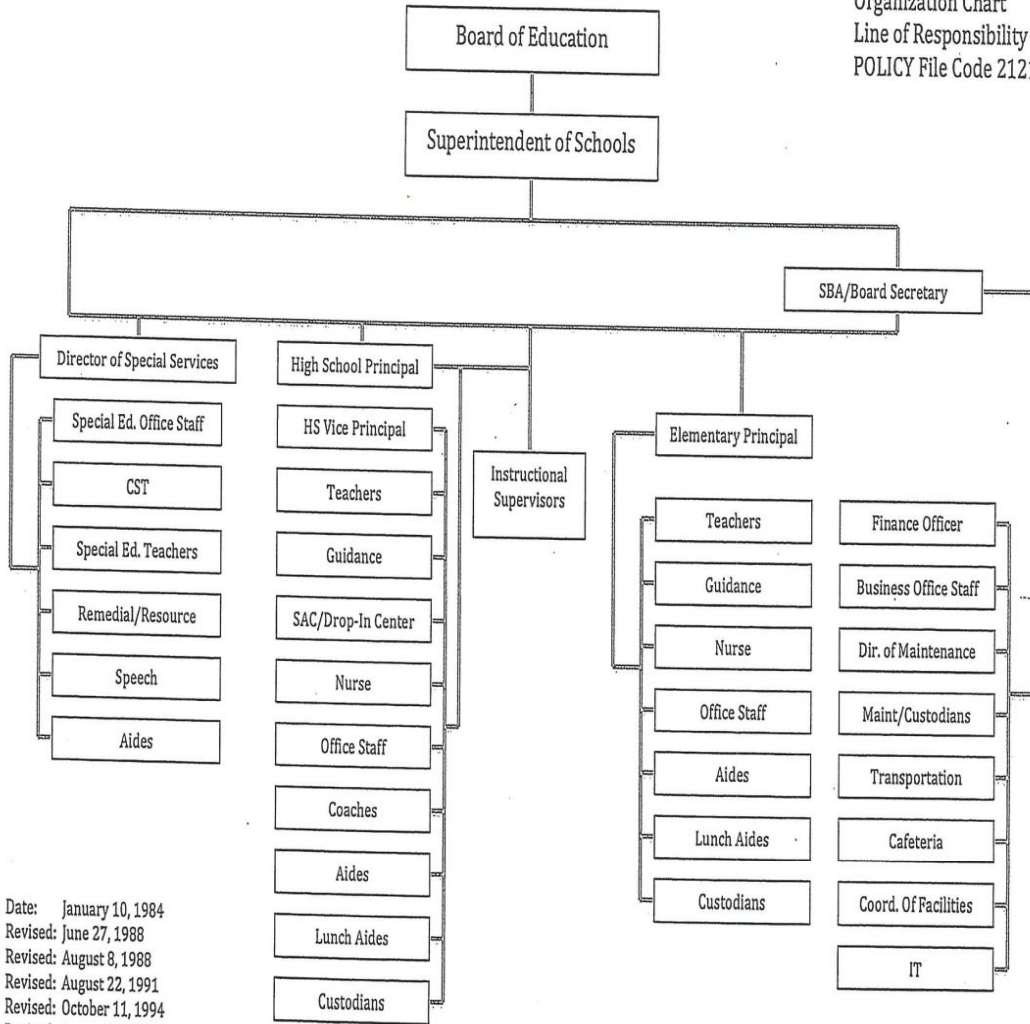 Organization Chart
Line of Responsibility
POLICY File Code 2121
Board of Education
Superintendent of Schools
SBA/Board Secretary
Director of Special Services
Special Ed. Office Staff
CST
Special Ed. Teachers
Remedial/Resource
Speech
Aides
High School Principal
HS Vice Principal
Teachers
Guidance
SAC/Drop-In Center
Nurse
Office Staff
Coaches
Aides
Lunch Aides
Custodians
Instructional
Supervisors
Elementary Principal
Teachers
Guidance
Nurse
Office Staff
Aides
Lunch Aides
Custodians
Finance Officer
Business Office Staff
Dir. of Maintenance
Maint/Custodians
Transportation
Cafeteria
Coord. Of Facilities
IT
Date: January 10, 1984
Revised: June 27, 1988
Revised: August 8, 1988
Revised: August 22, 1991
Revised: October 11, 1994